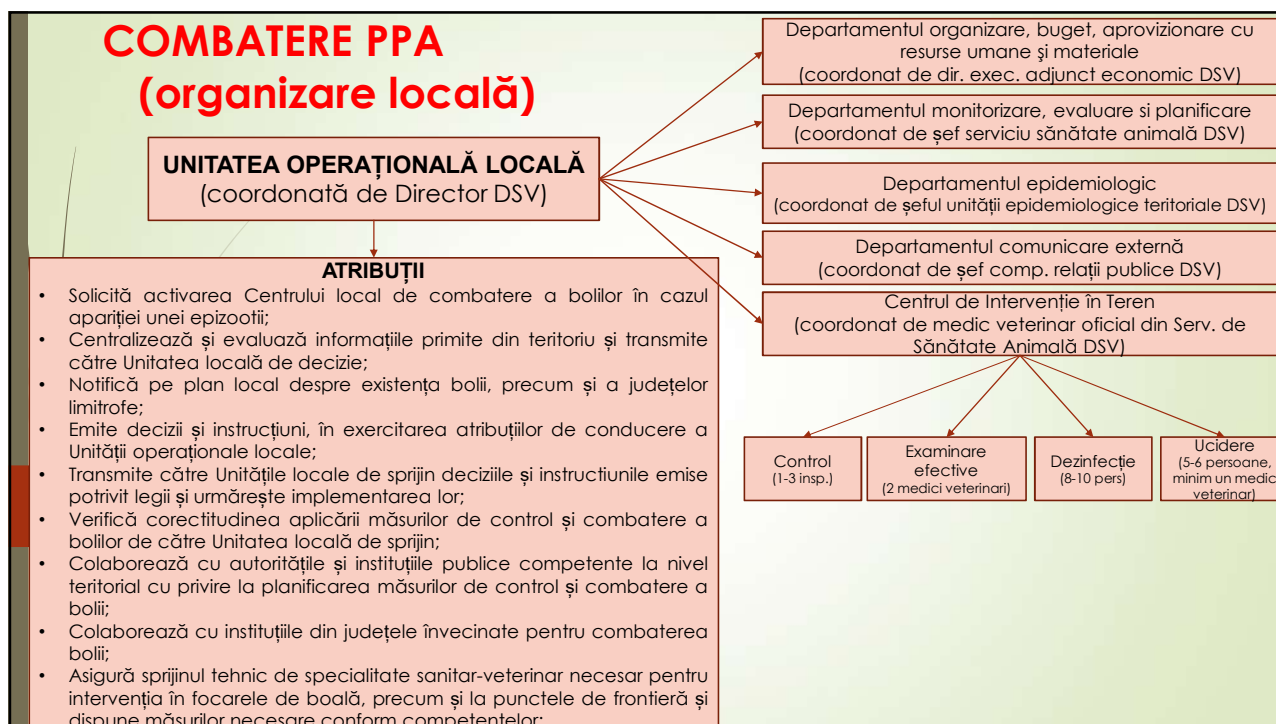 COMBATERE PPA
(organizare locală)
UNITATEA OPERAȚIONALĂ LOCALĂ
(coordonată de Director DSV)
ATRIBUȚII
• Solicită activarea Centrului local de combatere a bolilor în cazul
apariției unei epizootii;
• Centralizează și evaluază informațiile primite din teritoriu și transmite
către Unitatea locală de decizie;
• Notifică pe plan local despre existența bolii, precum și a județelor
limitrofe;
• Emite decizii și instrucțiuni, în exercitarea atribuțiilor de conducere a
Unității operaționale locale;
• Transmite către Unitățile locale de sprijin deciziile și instructiunile emise
potrivit legii și urmărește implementarea lor;
• Verifică corectitudinea aplicării măsurilor de control și combatere a
bolilor de către Unitatea locală de sprijin;
• Colaborează cu autoritățile și instituțiile publice competente la nivel
teritorial cu privire la planificarea măsurilor de control și combatere a
bolii;
• Colaborează cu instituțiile din județele învecinate pentru combaterea
bolii;
• Asigură sprijinul tehnic de specialitate sanitar-veterinar necesar pentru
intervenția în focarele de boală, precum și la punctele de frontieră și
dispune măsurilor necesare conform competențelor;
Departamentul organizare, buget, aprovizionare cu
resurse umane şi materiale
(coordonat de dir. exec. adjunct economic DSV)
Departamentul monitorizare, evaluare si planificare
(coordonat de șef serviciu sănătate animală DSV)
Departamentul epidemiologic
(coordonat de șeful unității epidemiologice teritoriale DSV)
Departamentul comunicare externă
(coordonat de șef comp. relații publice DSV)
Centrul de Intervenție în Teren
(coordonat de medic veterinar oficial din Serv. de
Sănătate Animală DSV)
Control
(1-3 insp.)
Examinare
efective
(2 medici veterinari)
Dezinfecție
(8-10 pers)
Ucidere
(5-6 persoane,
minim un medic
veterinar)